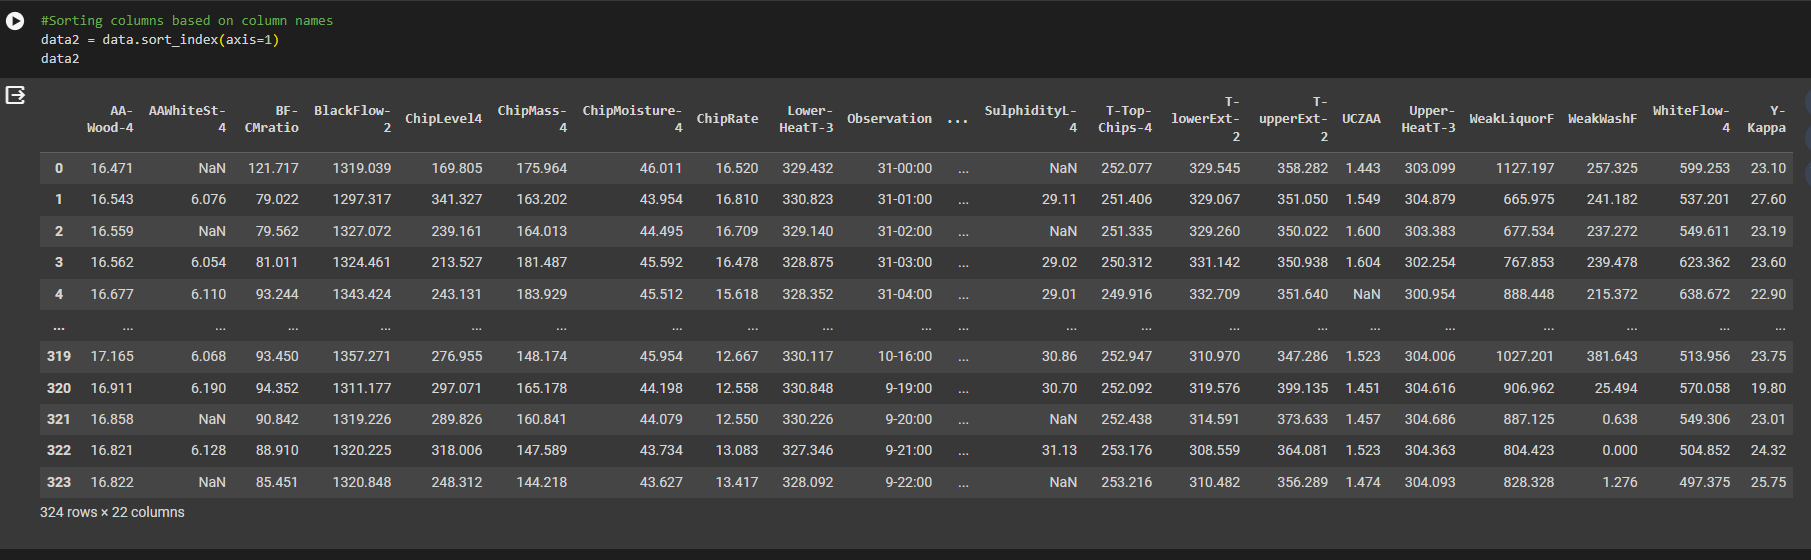 #Sorting columns based on column names
data2 = data.sort_index(axis=1)
data2
AA-Wood-4 AAWhiteSt-4 BF-CMratio BlackFlow-2 ChipLevel4 ChipMass-4 ChipMoisture-4 ChipRate Lower-HeatT-3 Observation ... SulphidityL-4 T-Top-Chips-4 T-lowerExt-2 T-upperExt-2 UCZAA Upper-HeatT-3 WeakLiquorF WeakWashF WhiteFlow-4 Y-Kappa
0 16.471 NaN 121.717 1319.039 169.805 175.964 46.011 16.520 329.432 31-00:00 ... NaN 252.077 329.545 358.282 1.443 303.099 1127.197 257.325 599.253 23.10
1 16.543 6.076 79.022 1297.317 341.327 163.202 43.954 16.810 330.823 31-01:00 ... 29.11 251.406 329.067 351.050 1.549 304.879 665.975 241.182 537.201 27.60
2 16.559 NaN 79.562 1327.072 239.161 164.013 44.495 16.709 329.140 31-02:00 ... NaN 251.335 329.260 350.022 1.600 303.383 677.534 237.272 549.611 23.19
3 16.562 6.054 81.011 1324.461 213.527 181.487 45.592 16.478 328.875 31-03:00 ... 29.02 250.312 331.142 350.938 1.604 302.254 767.853 239.478 623.362 23.60
4 16.677 6.110 93.244 1343.424 243.131 183.929 45.512 15.618 328.352 31-04:00 ... 29.01 249.916 332.709 351.640 NaN 300.954 888.448 215.372 638.672 22.90
... ... ... ... ... ... ... ... ... ... ... ... ... ... ... ... ... ... ... ... ... ...
319 17.165 6.068 93.450 1357.271 276.955 148.174 45.954 12.667 330.117 10-16:00 ... 30.86 252.947 310.970 347.286 1.523 304.006 1027.201 381.643 513.956 23.75
320 16.911 6.190 94.352 1311.177 297.071 165.178 44.198 12.558 330.848 9-19:00 ... 30.70 252.092 319.576 399.135 1.451 304.616 906.962 25.494 570.058 19.80
321 16.858 NaN 90.842 1319.226 289.826 160.841 44.079 12.550 330.226 9-20:00 ... NaN 252.438 314.591 373.633 1.457 304.686 887.125 0.638 549.306 23.01
322 16.821 6.128 88.910 1320.225 318.006 147.589 43.734 13.083 327.346 9-21:00 ... 31.13 253.176 308.559 364.081 1.523 304.363 804.423 0.000 504.852 24.32
323 16.822 NaN 85.451 1320.848 248.312 144.218 43.627 13.417 328.092 9-22:00 ... NaN 253.216 310.482 356.289 1.474 304.093 828.328 1.276 497.375 25.75
324 rows × 22 columns